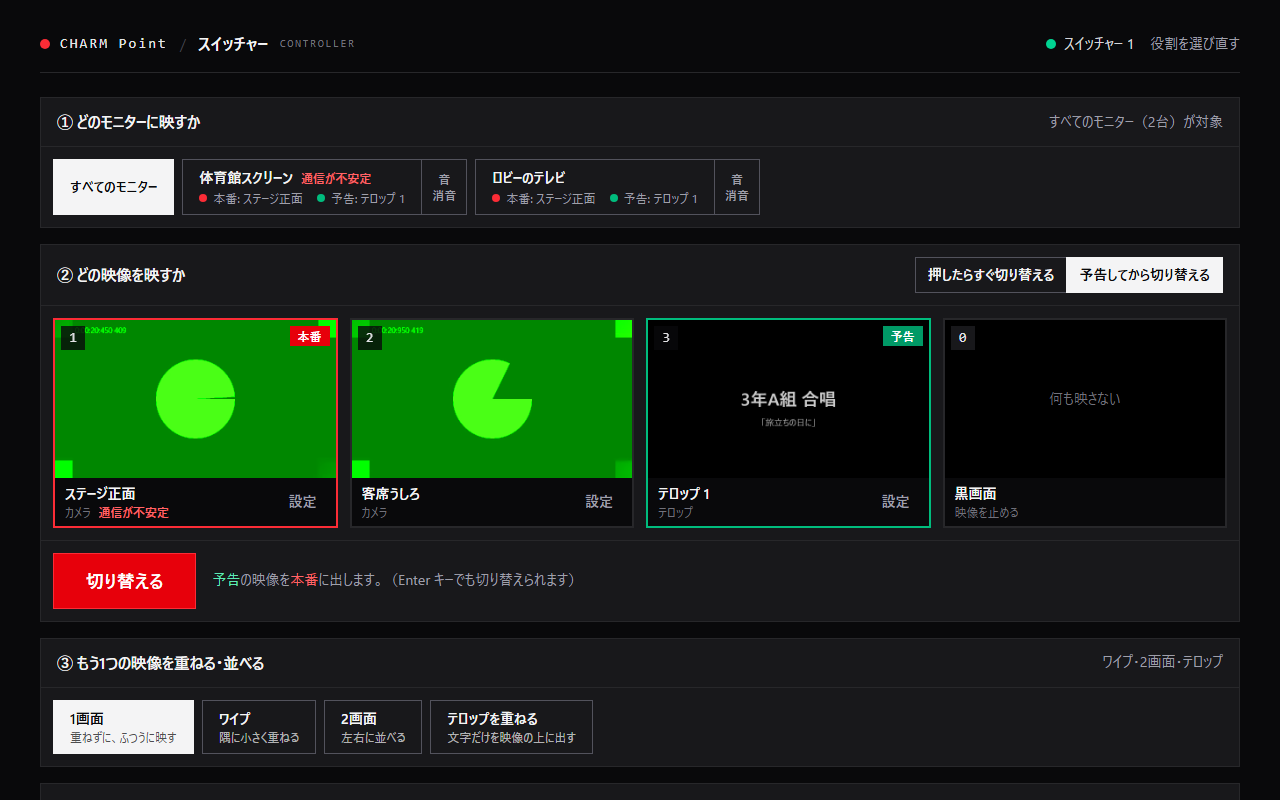 CHARM Point / スイッチャー CONTROLLER
スイッチャー 1 役割を選び直す
① どのモニターに映すか
すべてのモニター（2台）が対象
すべてのモニター
体育館スクリーン 通信が不安定
本番: ステージ正面 予告: テロップ 1
音
消音
ロビーのテレビ
本番: ステージ正面 予告: テロップ 1
音
消音
② どの映像を映すか
押したらすぐ切り替える
予告してから切り替える
1
本番
ステージ正面
カメラ 通信が不安定
設定
2
客席うしろ
カメラ
設定
3
予告
3年A組 合唱
「旅立ちの日に」
テロップ 1
テロップ
設定
0
何も映さない
黒画面
映像を止める
切り替える
予告の映像を本番に出します。（Enter キーでも切り替えられます）
③ もう1つの映像を重ねる・並べる
ワイプ・2画面・テロップ
1画面
重ねずに、ふつうに映す
ワイプ
隅に小さく重ねる
2画面
左右に並べる
テロップを重ねる
文字だけを映像の上に出す